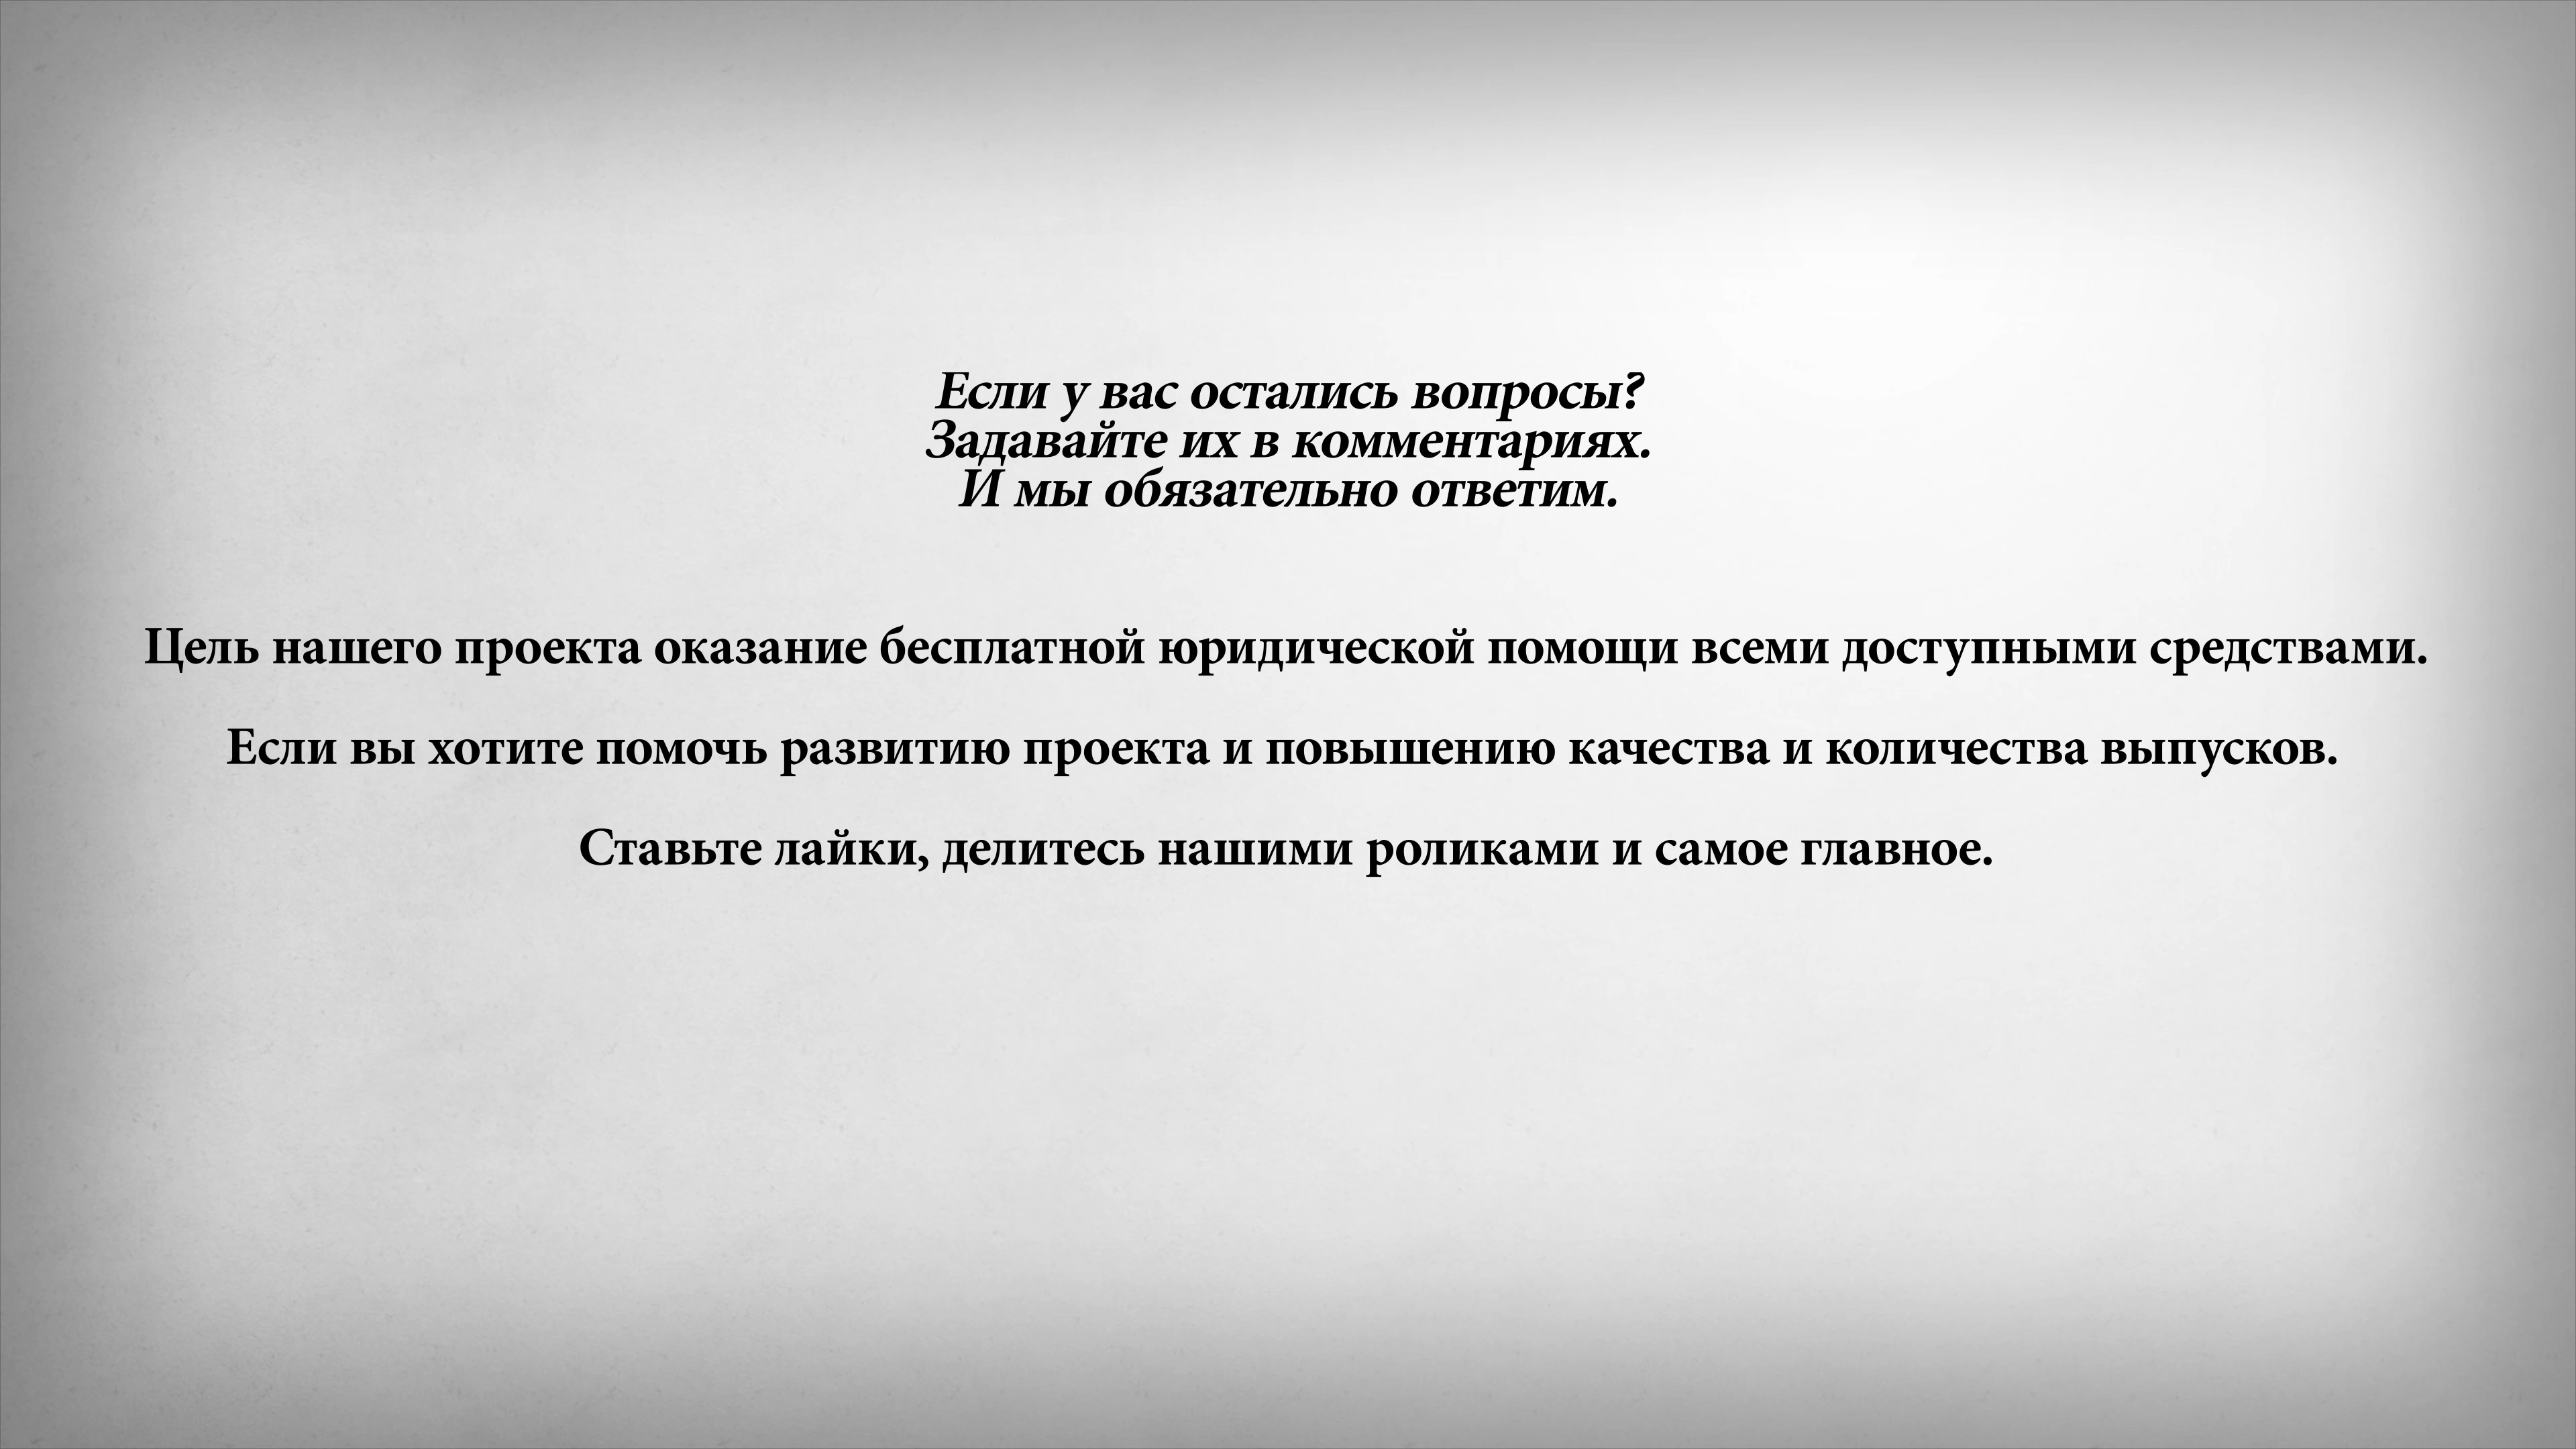 Если у вас остались вопросы?
Задавайте их в комментариях.
И мы обязательно ответим.
Цель нашего проекта оказание бесплатной юридической помощи всеми доступными средствами.
Если вы хотите помочь развитию проекта и повышению качества и количества выпусков.
Ставьте лайки, делитесь нашими роликами и самое главное.